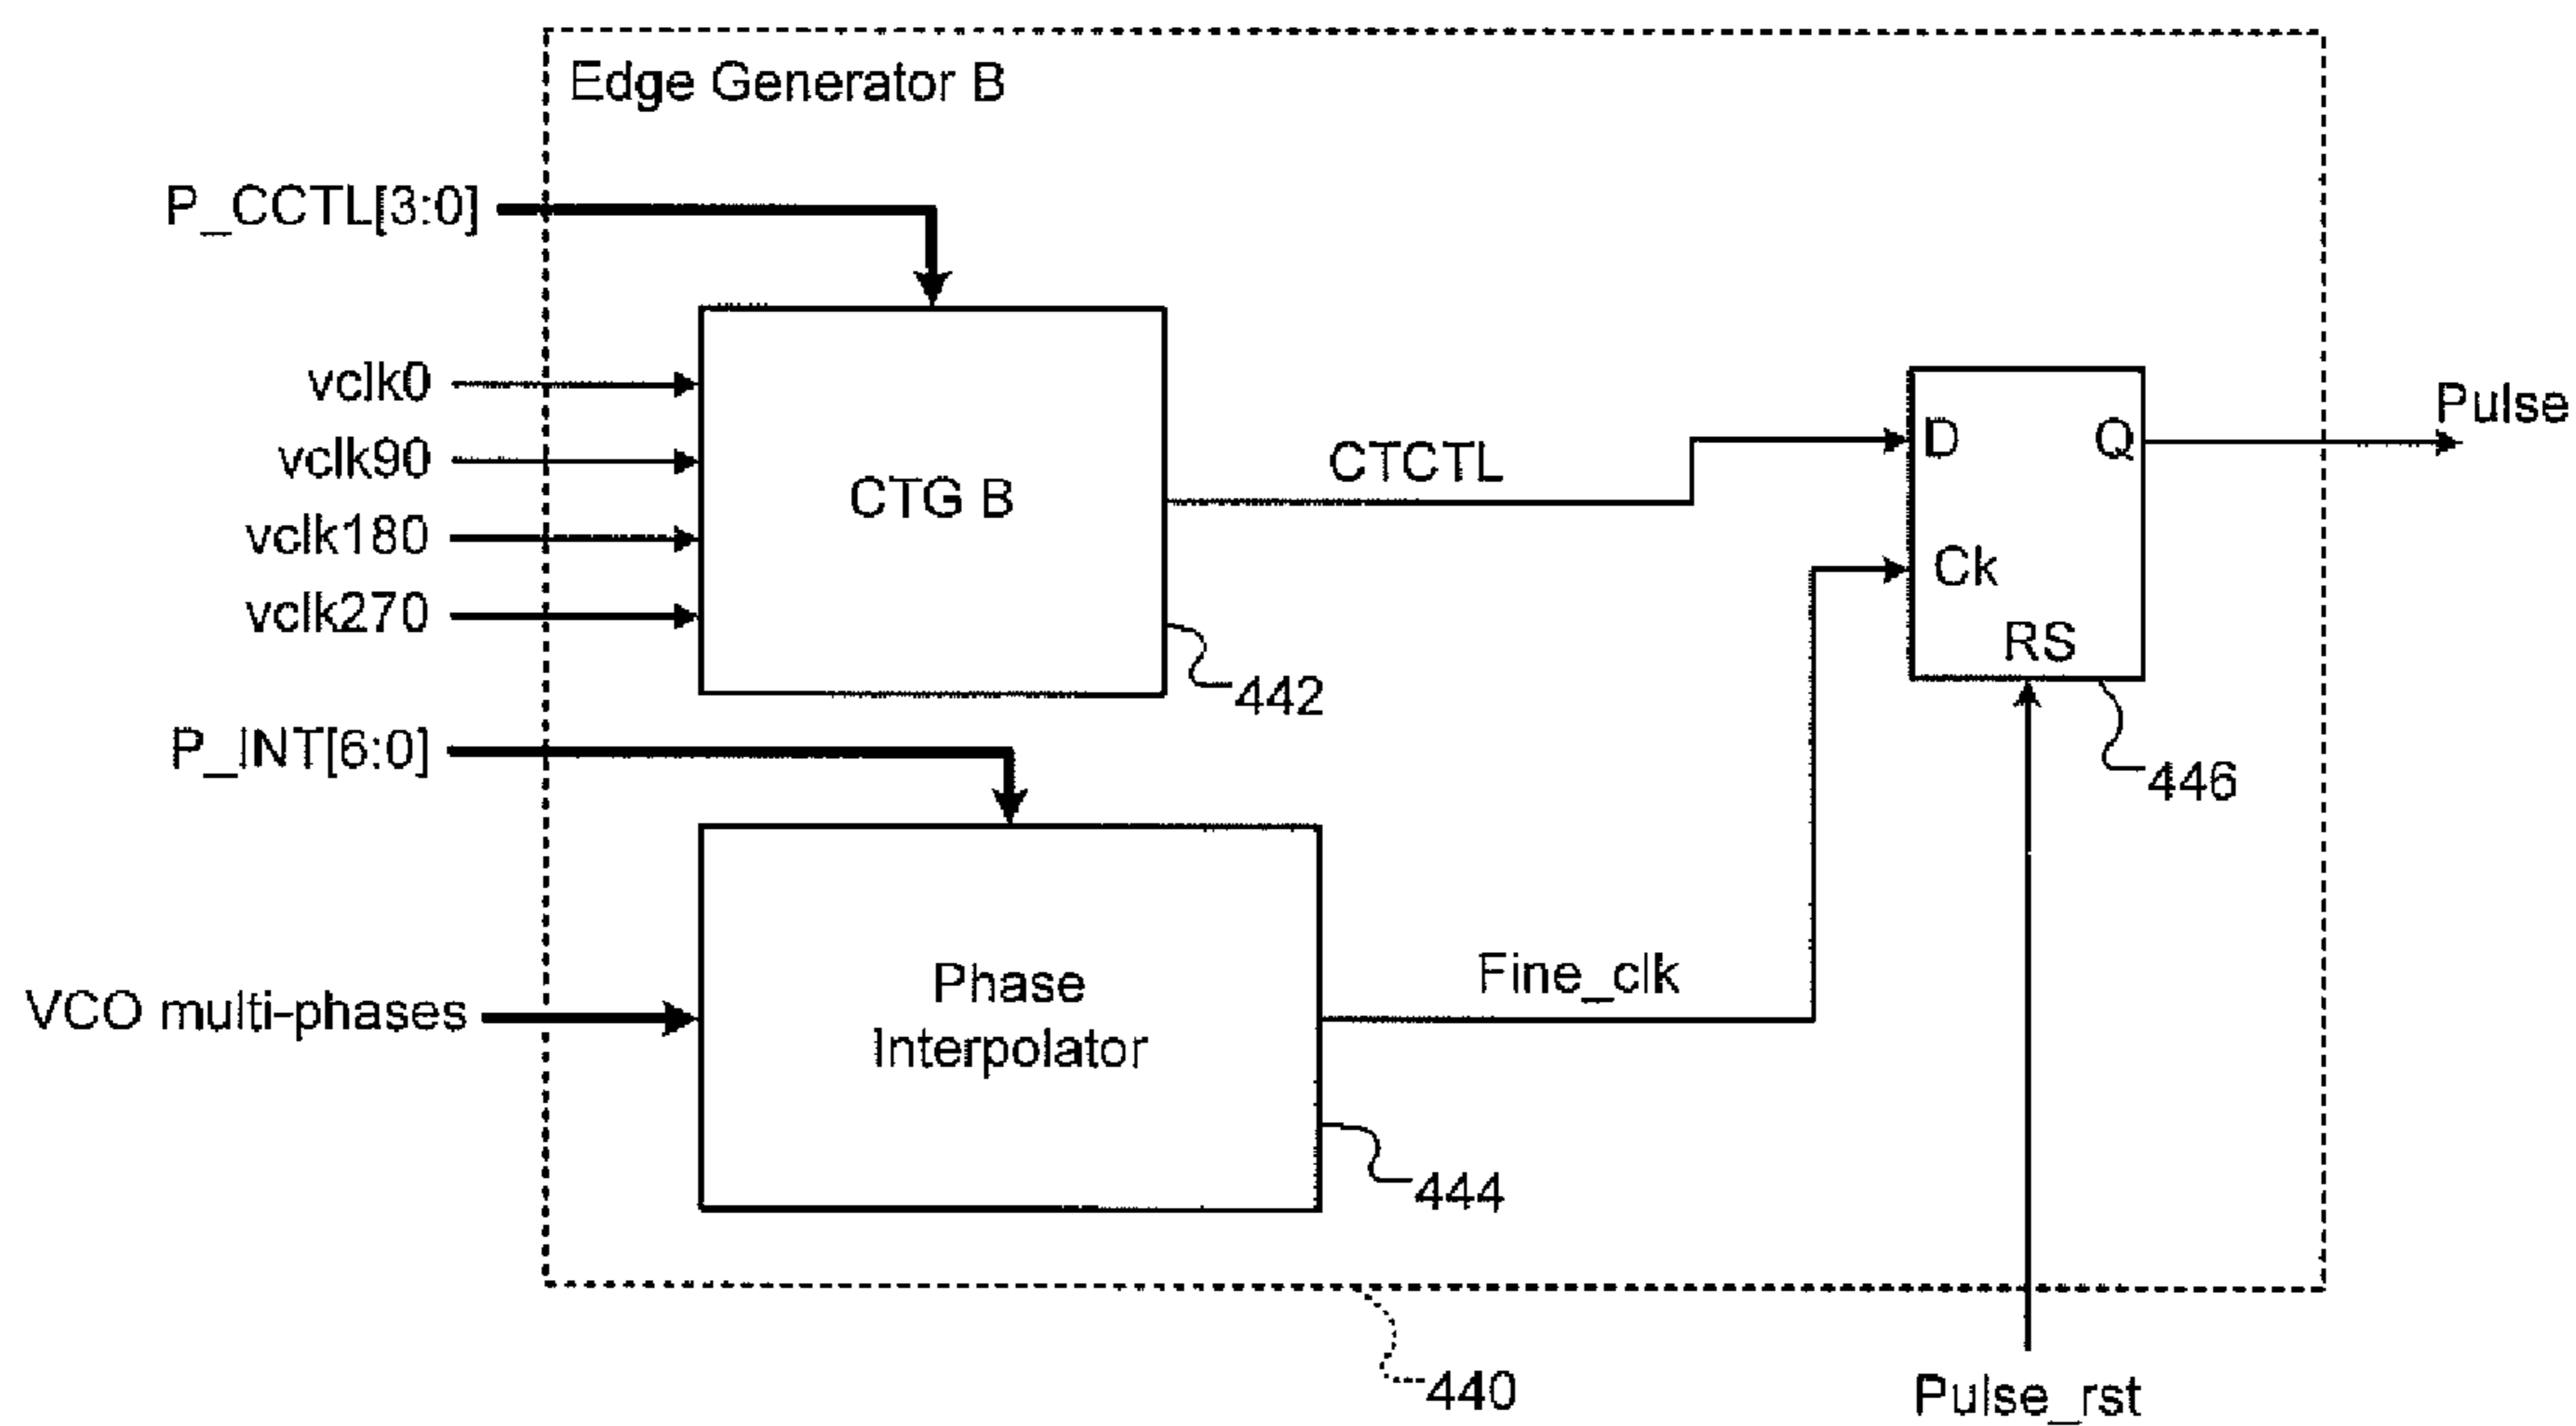 Edge Generator B
P_CCTL[3:0]
vclk0
vclk90
vclk180
vclk270
CTG B
442
CTCTL
D
Q
Ck
RS
446
Pulse
P_INT[6:0]
VCO multi-phases
Phase
Interpolator
444
Fine_clk
440
Pulse_rst